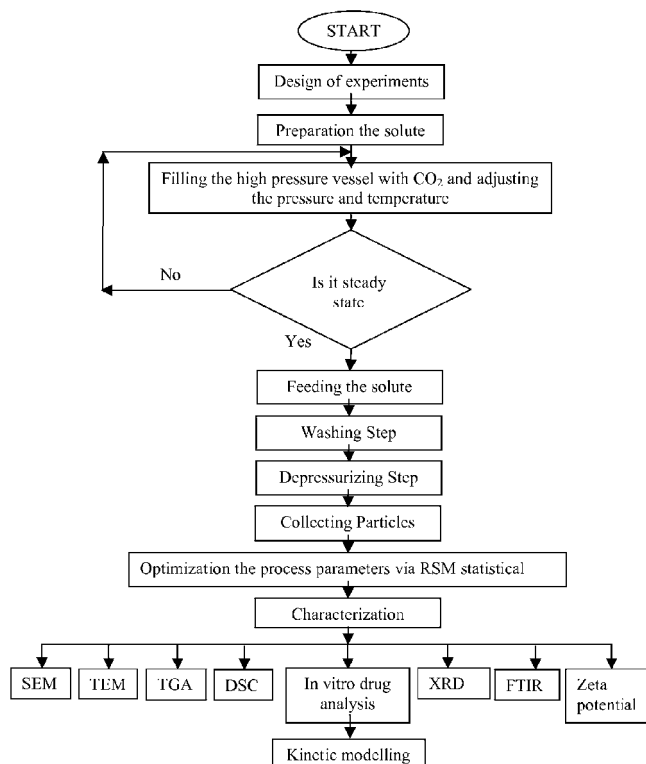 START
Design of experiments
Preparation the solute
Filling the high pressure vessel with CO₂ and adjusting
the pressure and temperature
No
Is it steady
state
Yes
Feeding the solute
Washing Step
Depressurizing Step
Collecting Particles
Optimization the process parameters via RSM statistical
Characterization
SEM
TEM
TGA
DSC
In vitro drug
analysis
XRD
FTIR
Zeta
potential
Kinetic modelling